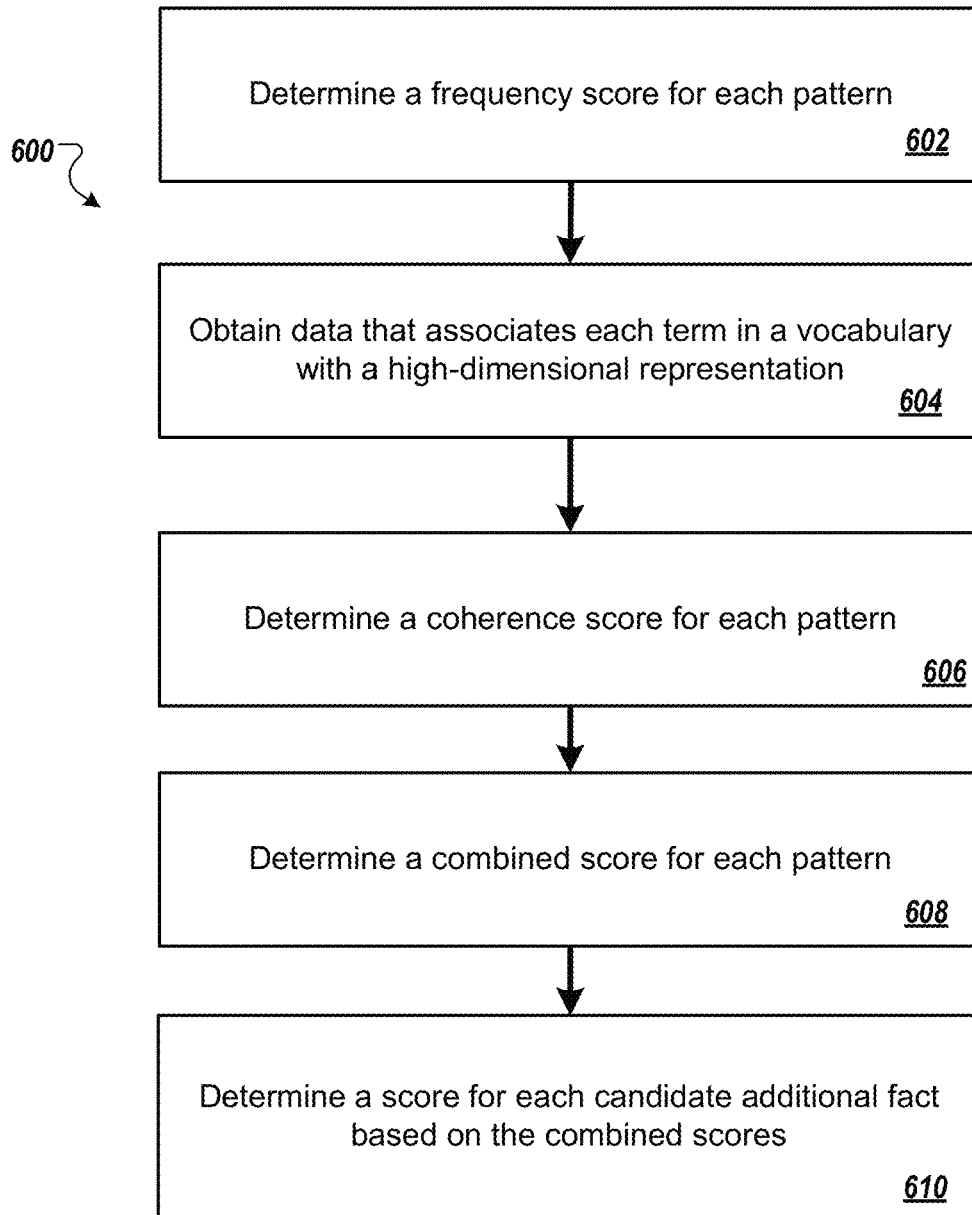 Determine a frequency score for each pattern
602
600
Obtain data that associates each term in a vocabulary
with a high-dimensional representation
604
Determine a coherence score for each pattern
606
Determine a combined score for each pattern
608
Determine a score for each candidate additional fact
based on the combined scores
610